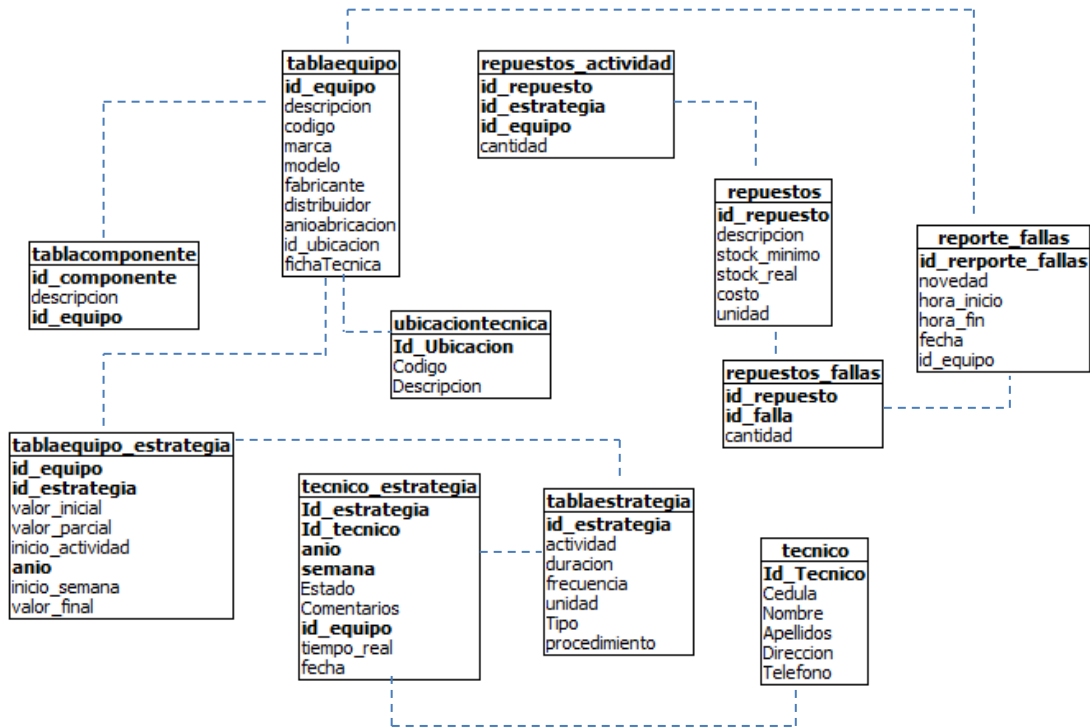 tablaequipo
id_equipo
descripcion
codigo
marca
modelo
fabricante
distribuidor
anioabricacion
id_ubicacion
fichaTecnica
repuestos_actividad
id_repuesto
id_estrategia
id_equipo
cantidad
repuestos
id_repuesto
descripcion
stock_minimo
stock_real
costo
unidad
reporte_fallas
id_rerporte_fallas
novedad
hora_inicio
hora_fin
fecha
id_equipo
tablacomponente
id_componente
descripcion
id_equipo
ubicaciontecnica
Id_Ubicacion
Codigo
Descripcion
repuestos_fallas
id_repuesto
id_falla
cantidad
tablaequipo_estrategia
id_equipo
id_estrategia
valor_inicial
valor_parcial
inicio_actividad
anio
inicio_semana
valor_final
tecnico_estrategia
Id_estrategia
Id_tecnico
anio
semana
Estado
Comentarios
id_equipo
tiempo_real
fecha
tablaestrategia
id_estrategia
actividad
duracion
frecuencia
unidad
Tipo
procedimiento
tecnico
Id_Tecnico
Cedula
Nombre
Apellidos
Direccion
Telefono